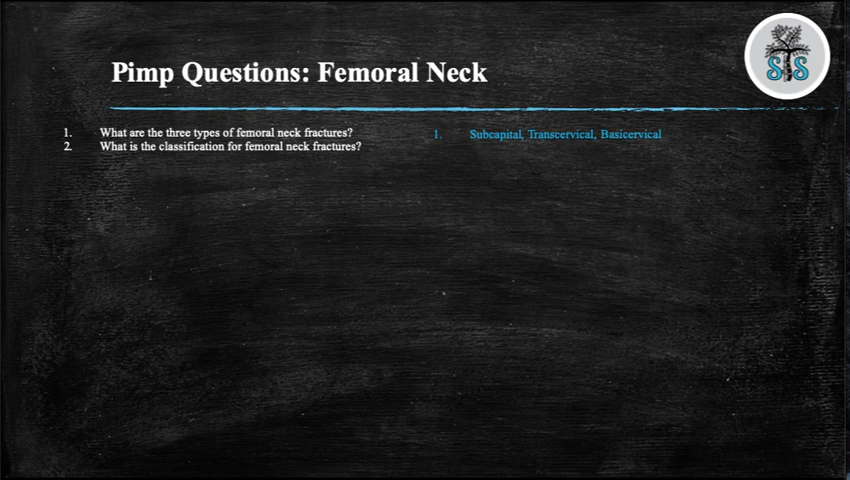 Pimp Questions: Femoral Neck
STS
1. What are the three types of femoral neck fractures?
2. What is the classification for femoral neck fractures?
1. Subcapital, Transcervical, Basicervical